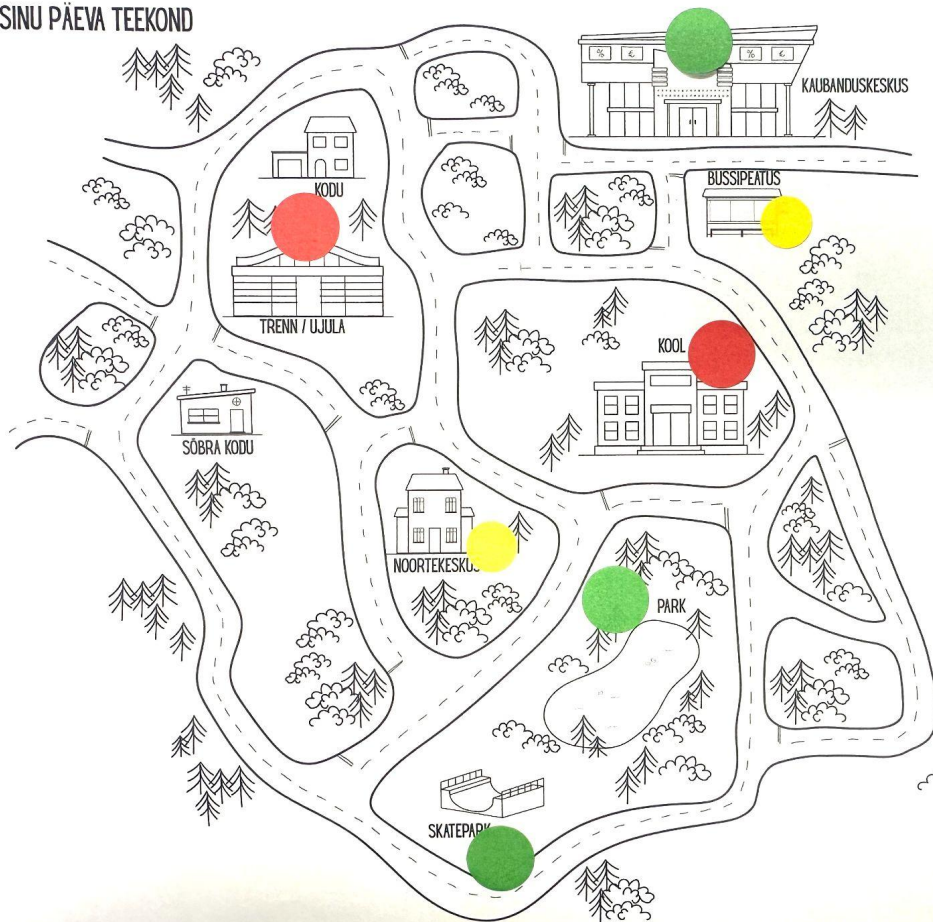 SINU PÄEVA TEEKOND
% € % €
KAUBANDUSKESKUS
KODU
BUSSIPEATUS
TRENN / UJULA
KOOL
SÕBRA KODU
NOORTEKESKUS
PARK
SKATEPARK